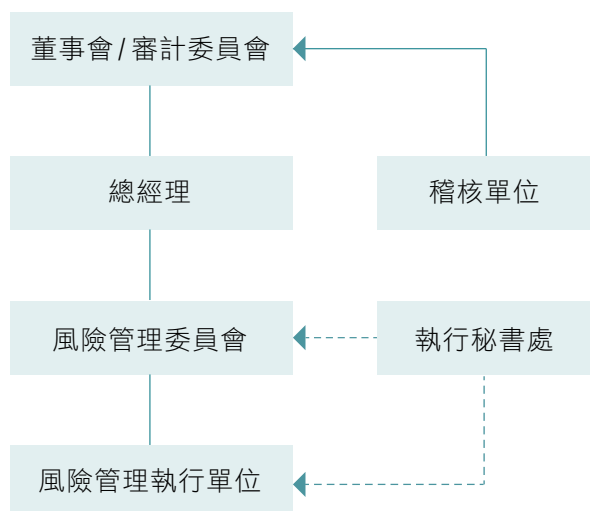 董事會/審計委員會
總經理
稽核單位
風險管理委員會
執行秘書處
風險管理執行單位